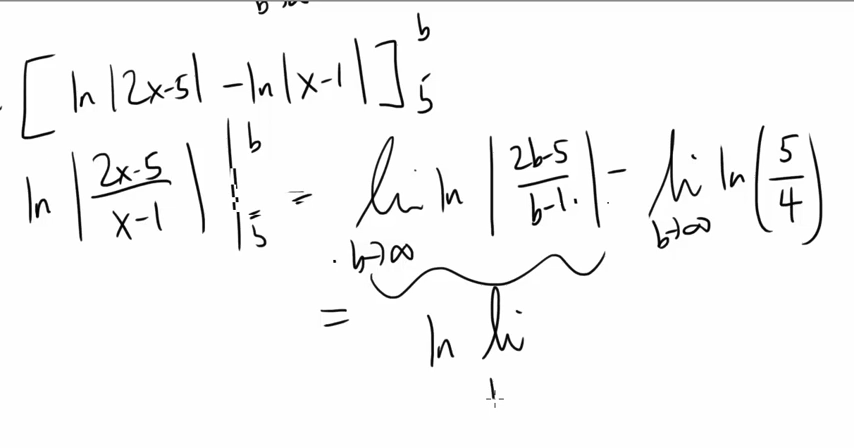 [ ln |2x-5| - ln |x-1| ]_5^b
ln | (2x-5)/(x-1) | |_5^b = lim_{b→∞} ln | (2b-5)/(b-1) | - lim_{b→∞} ln (5/4)
= ln lim